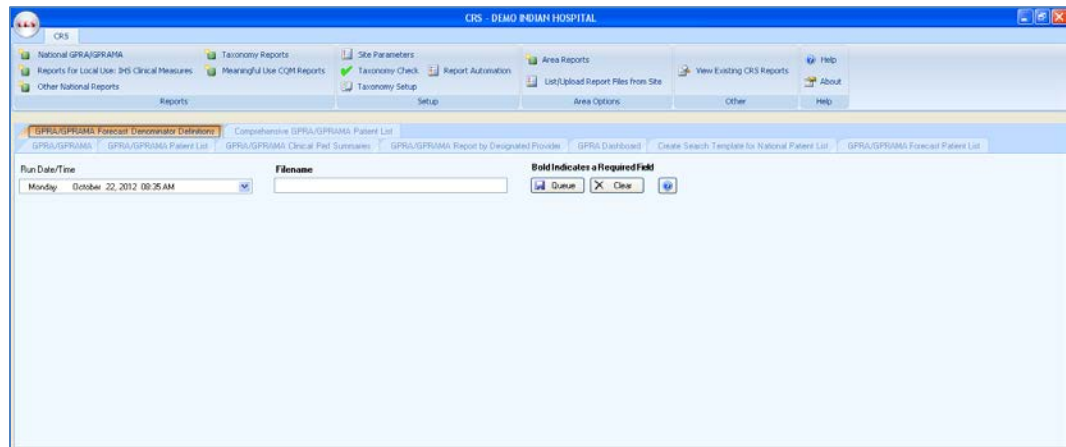 CRS - DEMO INDIAN HOSPITAL
CRS
National GPRA/GPRAMA
Reports for Local Use: IHS Clinical Measures
Other National Reports
Taxonomy Reports
Meaningful Use CQM Reports
Reports
Site Parameters
Taxonomy Check
Report Automation
Taxonomy Setup
Setup
Area Reports
List/Upload Report Files from Site
Area Options
View Existing CRS Reports
Other
Help
About
Help
GPRA/GPRAMA Forecast Denominator Definitions
Comprehensive GPRA/GPRAMA Patient List
GPRA/GPRAMA
GPRA/GPRAMA Patient List
GPRA/GPRAMA Clinical Ped Summaries
GPRA/GPRAMA Report by Designated Provider
GPRA Dashboard
Create Search Template for National Patient List
GPRA/GPRAMA Forecast Patient List
Run Date/Time
Filename
Bold Indicates a Required Field
Monday October 22, 2012 08:35 AM
Queue
Clear